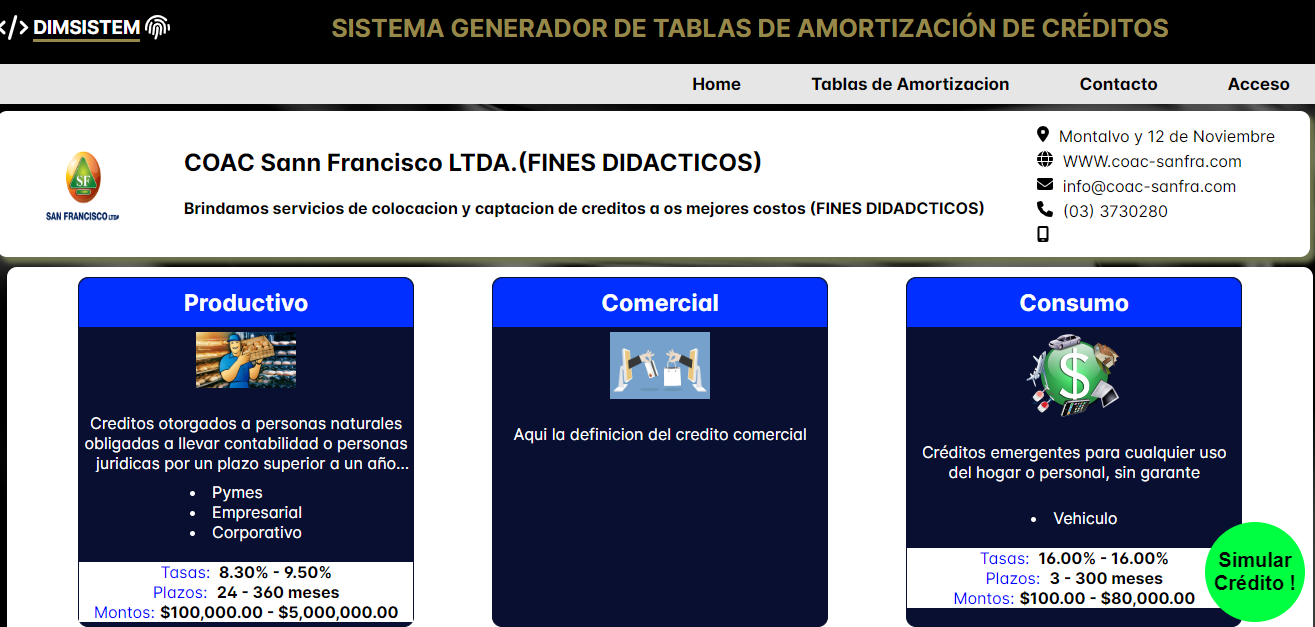 </> DIMSISTEM
SISTEMA GENERADOR DE TABLAS DE AMORTIZACIÓN DE CRÉDITOS
Home Tablas de Amortizacion Contacto Acceso
SF
SAN FRANCISCO LTDA
COAC Sann Francisco LTDA.(FINES DIDACTICOS)
Brindamos servicios de colocacion y captacion de creditos a os mejores costos (FINES DIDADCTICOS)
Montalvo y 12 de Noviembre
WWW.coac-sanfra.com
info@coac-sanfra.com
(03) 3730280
Productivo
Creditos otorgados a personas naturales
obligadas a llevar contabilidad o personas
juridicas por un plazo superior a un año...
• Pymes
• Empresarial
• Corporativo
Tasas: 8.30% - 9.50%
Plazos: 24 - 360 meses
Montos: $100,000.00 - $5,000,000.00
Comercial
Aqui la definicion del credito comercial
Consumo
$
Créditos emergentes para cualquier uso
del hogar o personal, sin garante
• Vehiculo
Tasas: 16.00% - 16.00%
Plazos: 3 - 300 meses
Montos: $100.00 - $80,000.00
Simular
Crédito !